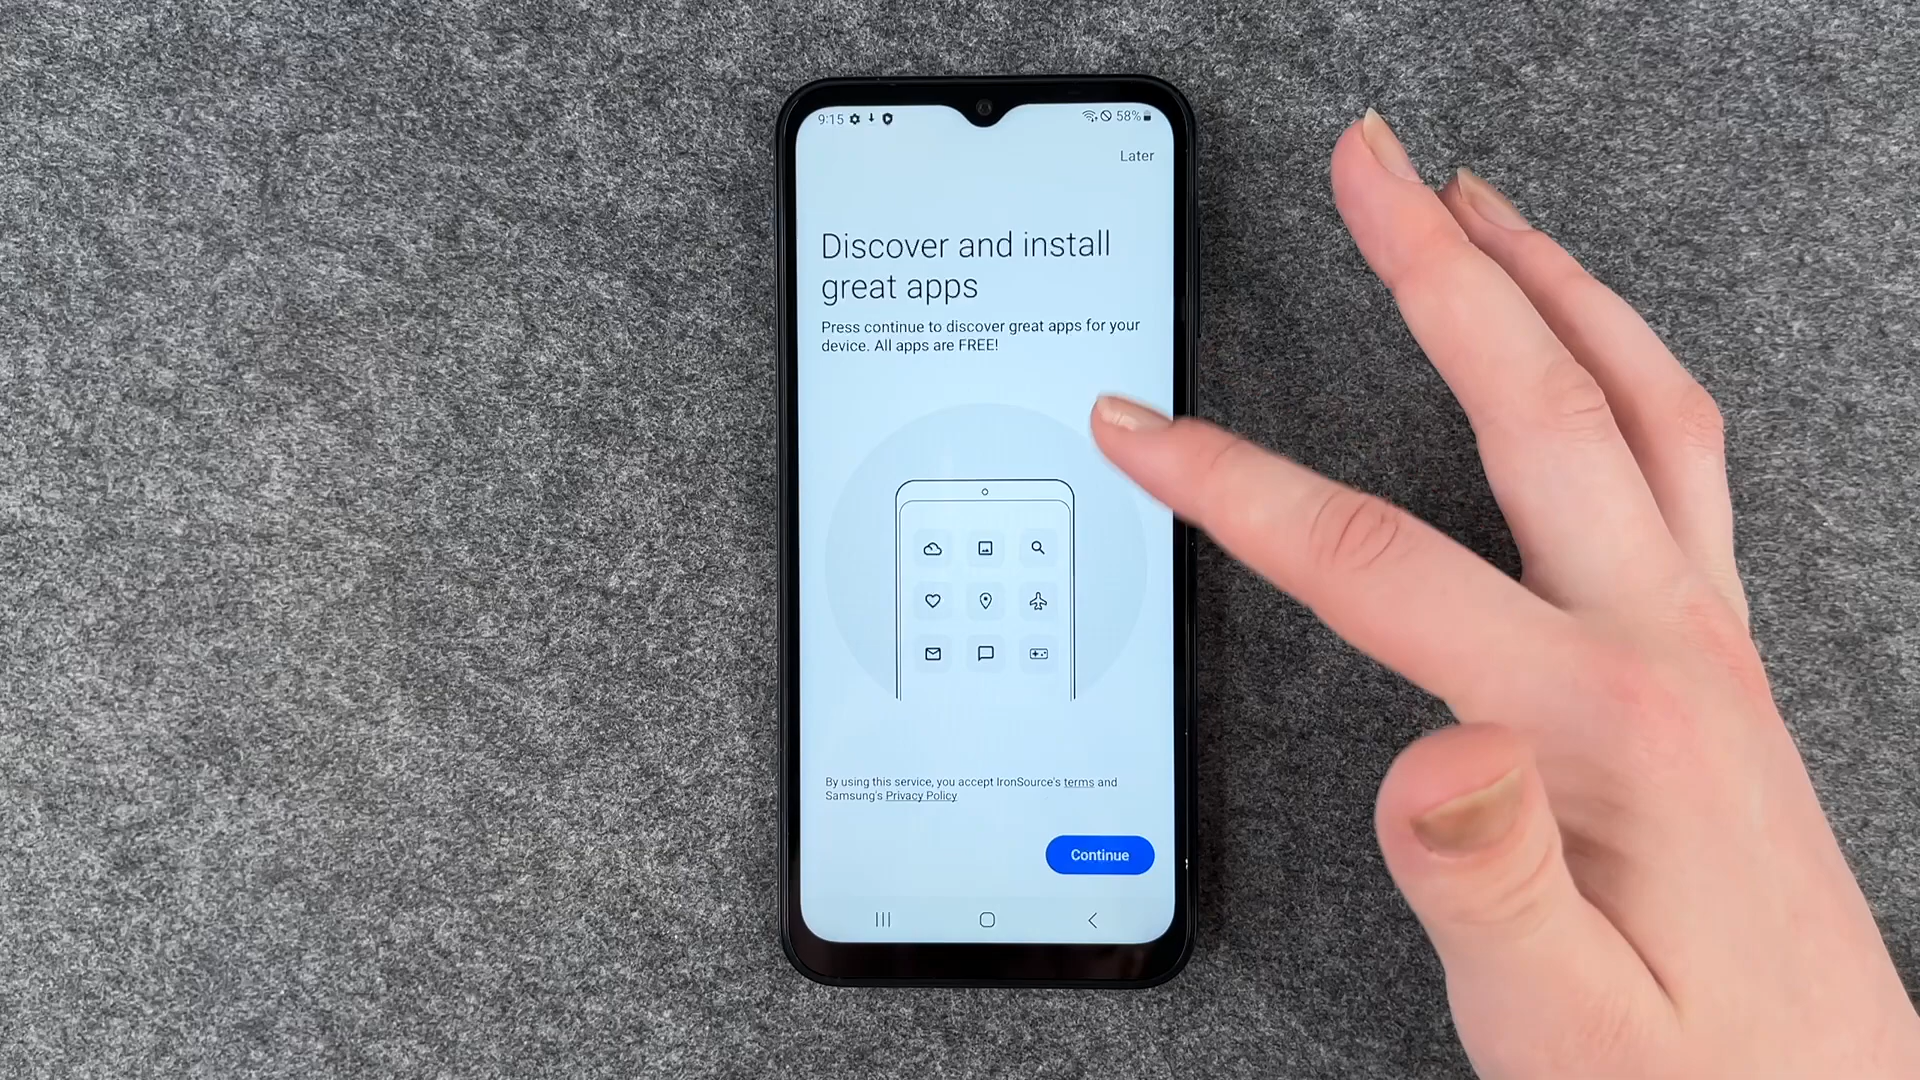 9:15
58%
Later
Discover and install
great apps
Press continue to discover great apps for your
device. All apps are FREE!
By using this service, you accept IronSource's terms and
Samsung's Privacy Policy
Continue